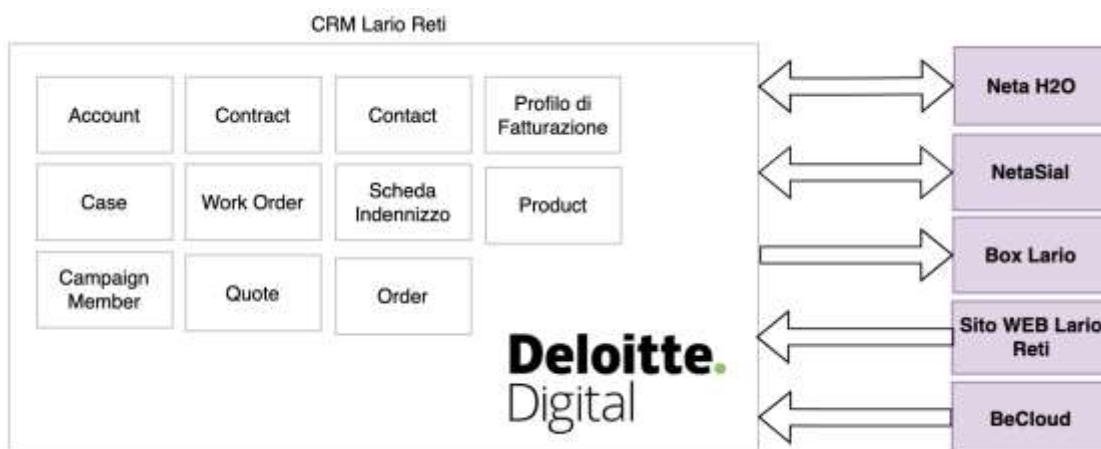 CRM Lario Reti
Account
Contract
Contact
Profilo di
Fatturazione
Neta H2O
Case
Work Order
Scheda
Indennizzo
Product
NetaSial
Campaign
Member
Quote
Order
Box Lario
Sito WEB Lario
Reti
Deloitte.
Digital
BeCloud